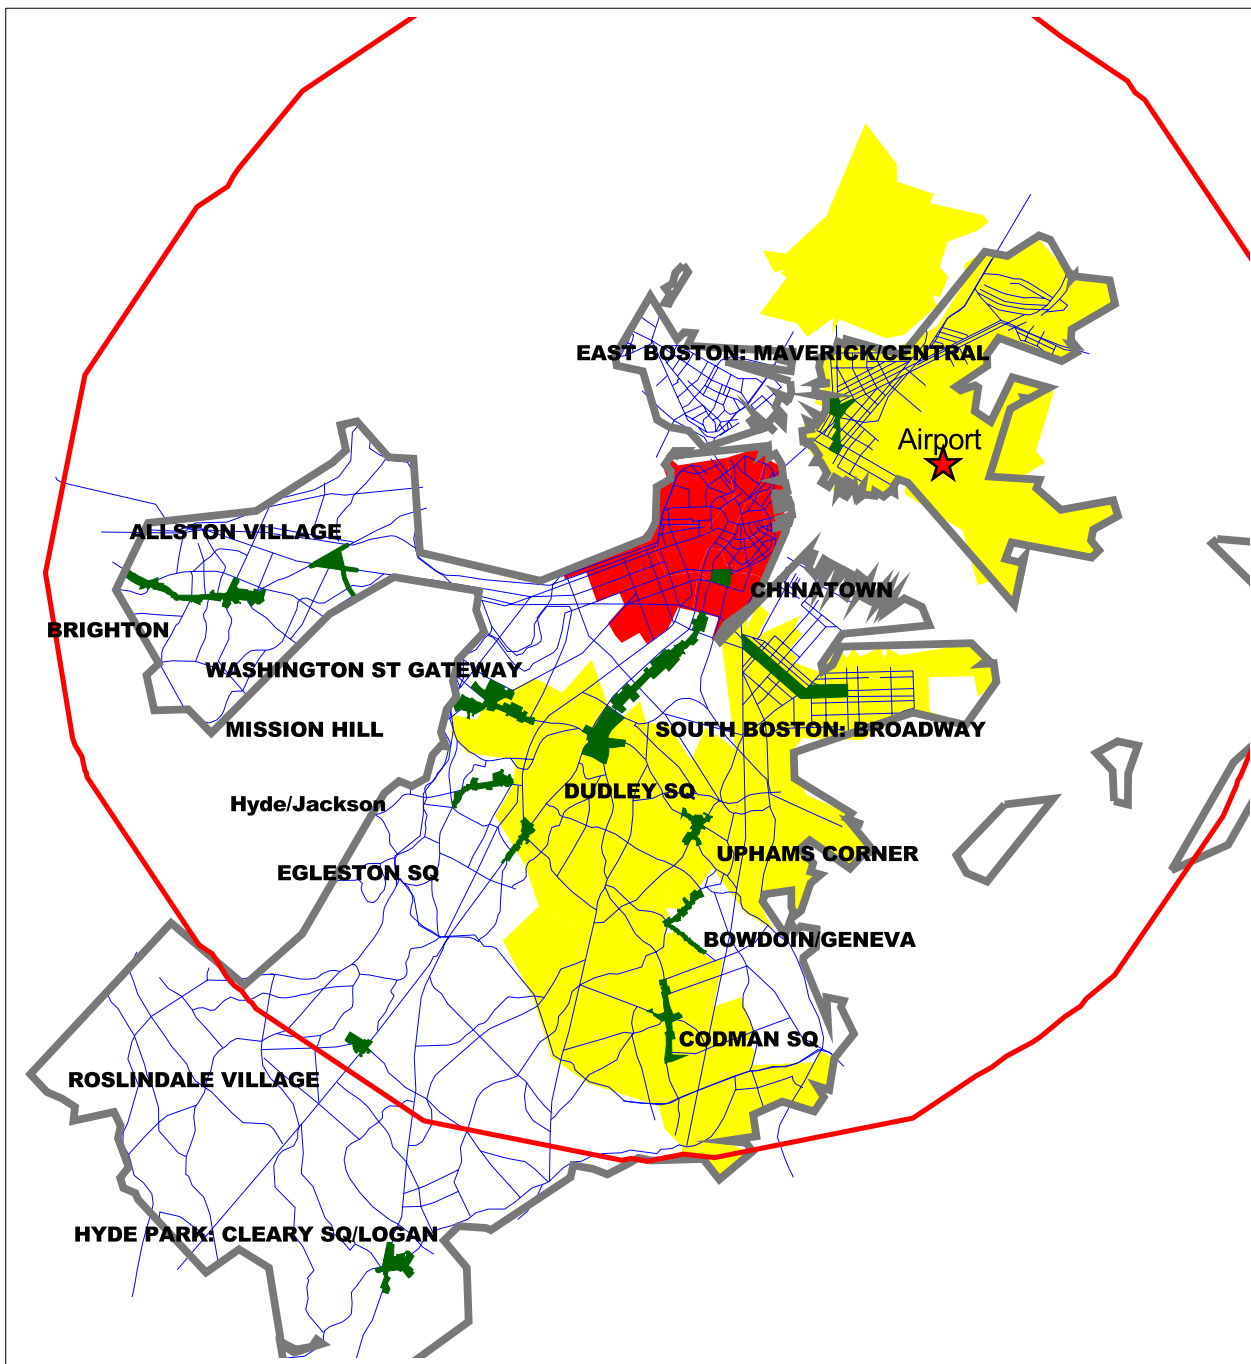 EAST BOSTON: MAVERICK/CENTRAL
Airport
ALLSTON VILLAGE
CHINATOWN
BRIGHTON
WASHINGTON ST GATEWAY
MISSION HILL
SOUTH BOSTON: BROADWAY
DUDLEY SQ
Hyde/Jackson
UPHAMS CORNER
EGLESTON SQ
BOWDOIN/GENEVA
CODMAN SQ
ROSLINDALE VILLAGE
HYDE PARK: CLEARY SQ/LOGAN